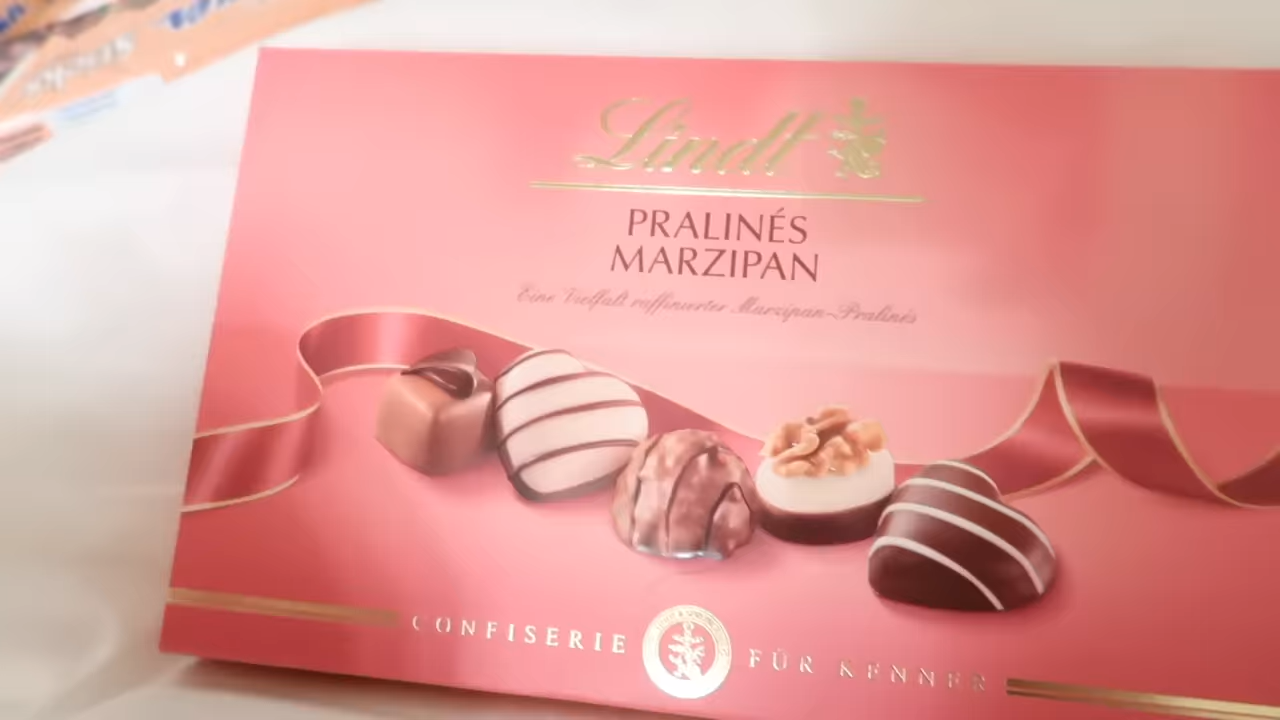 Lindt
PRALINÉS
MARZIPAN
Eine Vielfalt raffinierter Marzipan-Pralinés
CONFISERIE FÜR KENNER